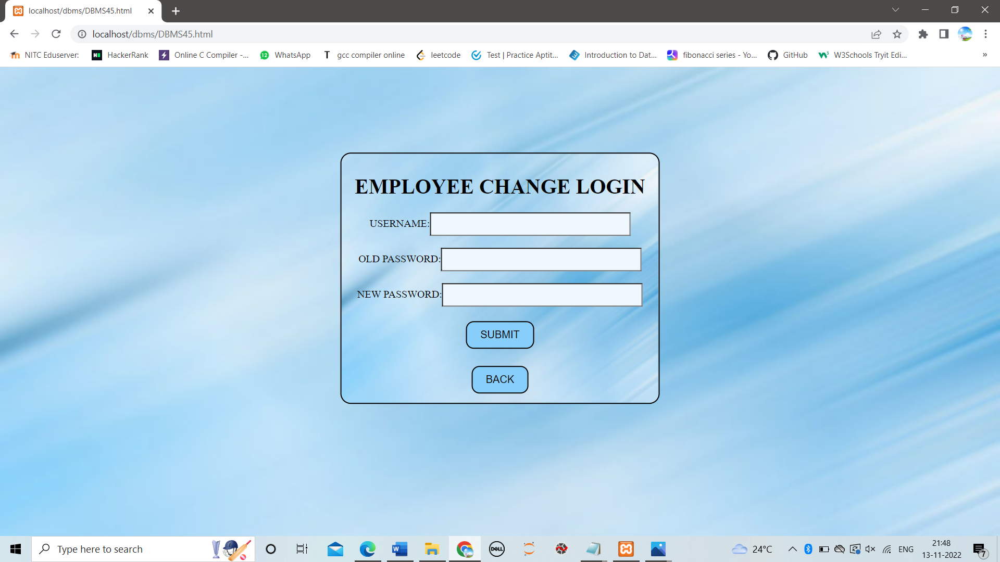 localhost/dbms/DBMS45.html
localhost/dbms/DBMS45.html
NITC Eduserver: HackerRank Online C Compiler -... WhatsApp gcc compiler online leetcode Test | Practice Aptit... Introduction to Dat... fibonacci series - Yo... GitHub W3Schools Tryit Edi... »
EMPLOYEE CHANGE LOGIN
USERNAME:
OLD PASSWORD:
NEW PASSWORD:
SUBMIT
BACK
Type here to search
DELL
24°C
ENG
21:48
13-11-2022
7